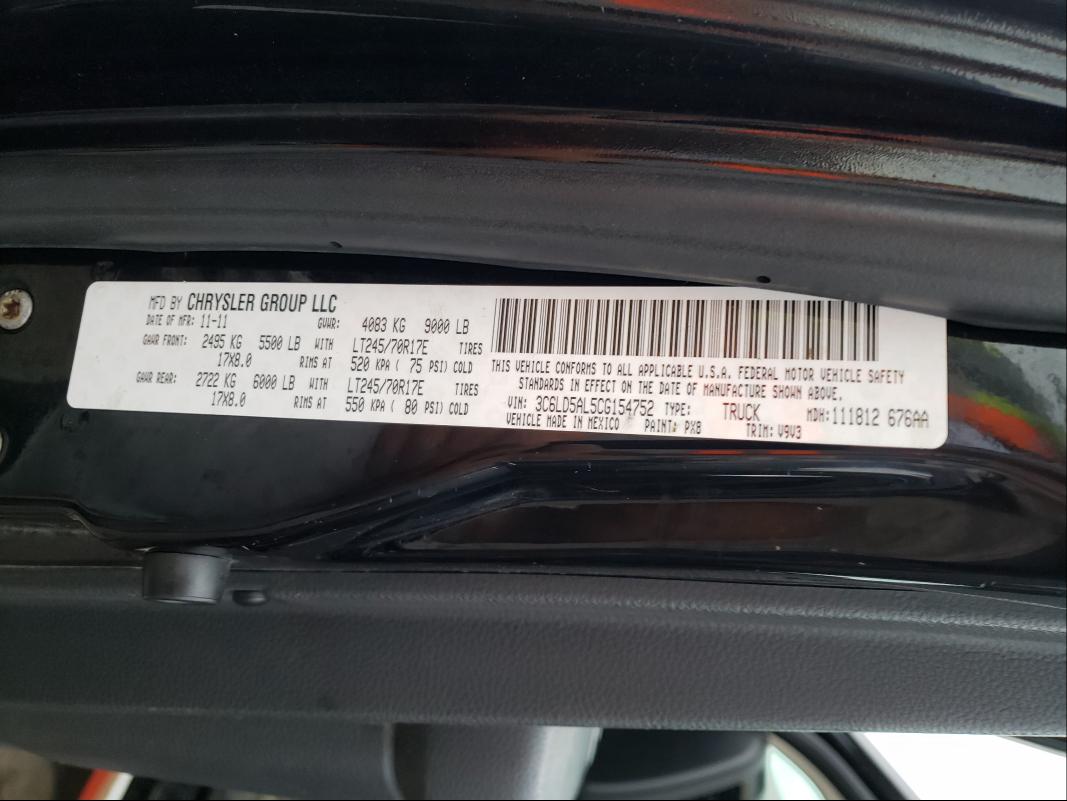 MFD BY CHRYSLER GROUP LLC
DATE OF MFR: 11-11 GVWR: 4083 KG 9000 LB
GAWR FRONT: 2495 KG 5500 LB WITH LT245/70R17E TIRES
17X8.0 RIMS AT 520 KPA ( 75 PSI) COLD
GAWR REAR: 2722 KG 6000 LB WITH LT245/70R17E TIRES
17X8.0 RIMS AT 550 KPA ( 80 PSI) COLD
THIS VEHICLE CONFORMS TO ALL APPLICABLE U.S.A. FEDERAL MOTOR VEHICLE SAFETY
STANDARDS IN EFFECT ON THE DATE OF MANUFACTURE SHOWN ABOVE.
VIN: 3C6LD5AL5CG154752 TYPE: TRUCK MDH: 111812 676AA
VEHICLE MADE IN MEXICO PAINT: PX8 TRIM: V9V3